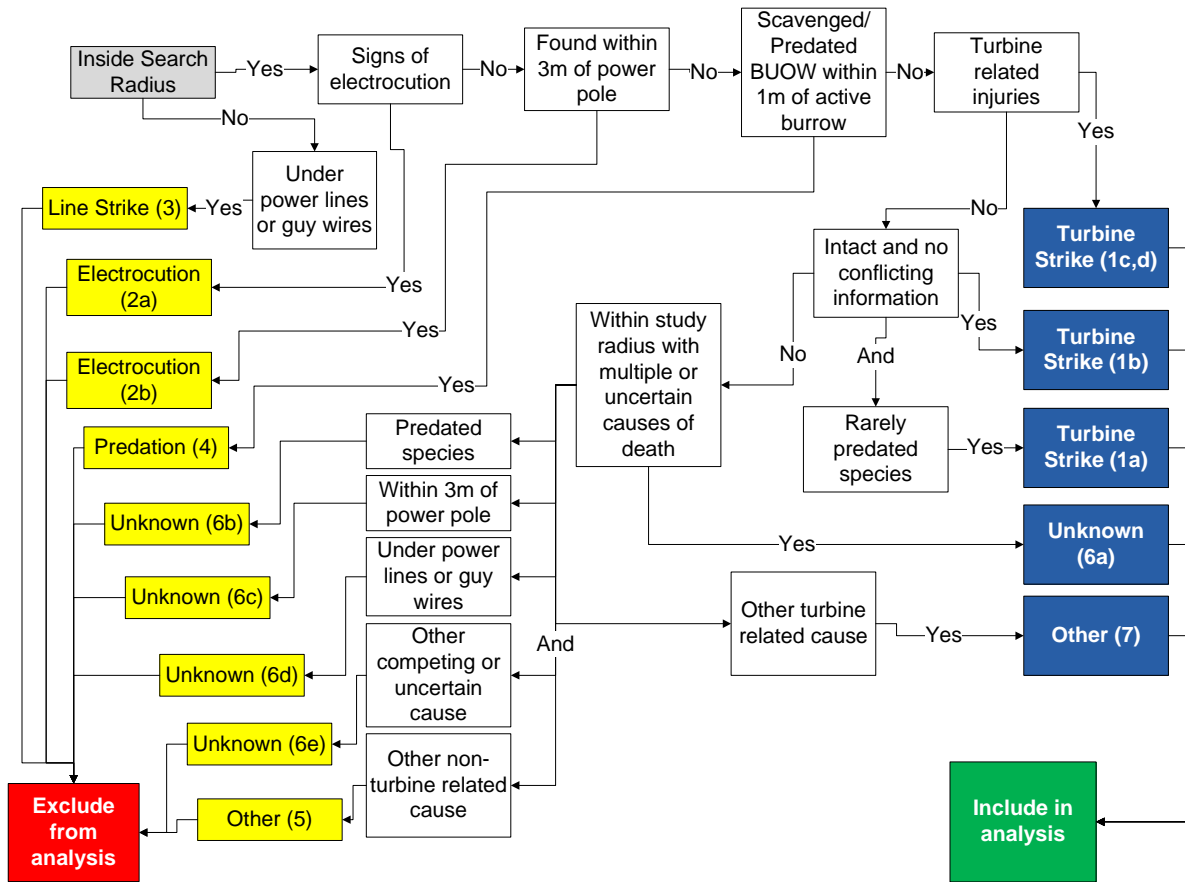 Inside Search
Radius
Yes
Signs of
electrocution
No
Found within
3m of power
pole
No
Scavenged/
Predated
BUOW within
1m of active
burrow
No
Turbine
related
injuries
Yes
No
Under
power lines
or guy wires
Yes
Line Strike (3)
No
Intact and no
conflicting
information
Turbine
Strike (1c,d)
Electrocution
(2a)
Yes
Within study
radius with
multiple or
uncertain
causes of
death
No
And
Yes
Turbine
Strike (1b)
Electrocution
(2b)
Yes
Yes
Predation (4)
Predated
species
Rarely
predated
species
Yes
Turbine
Strike (1a)
Unknown (6b)
Within 3m of
power pole
Yes
Unknown
(6a)
Unknown (6c)
Under power
lines or guy
wires
Other turbine
related cause
Yes
Other (7)
And
Unknown (6d)
Other
competing or
uncertain
cause
Unknown (6e)
Other non-
turbine related
cause
Other (5)
Exclude
from
analysis
Include in
analysis